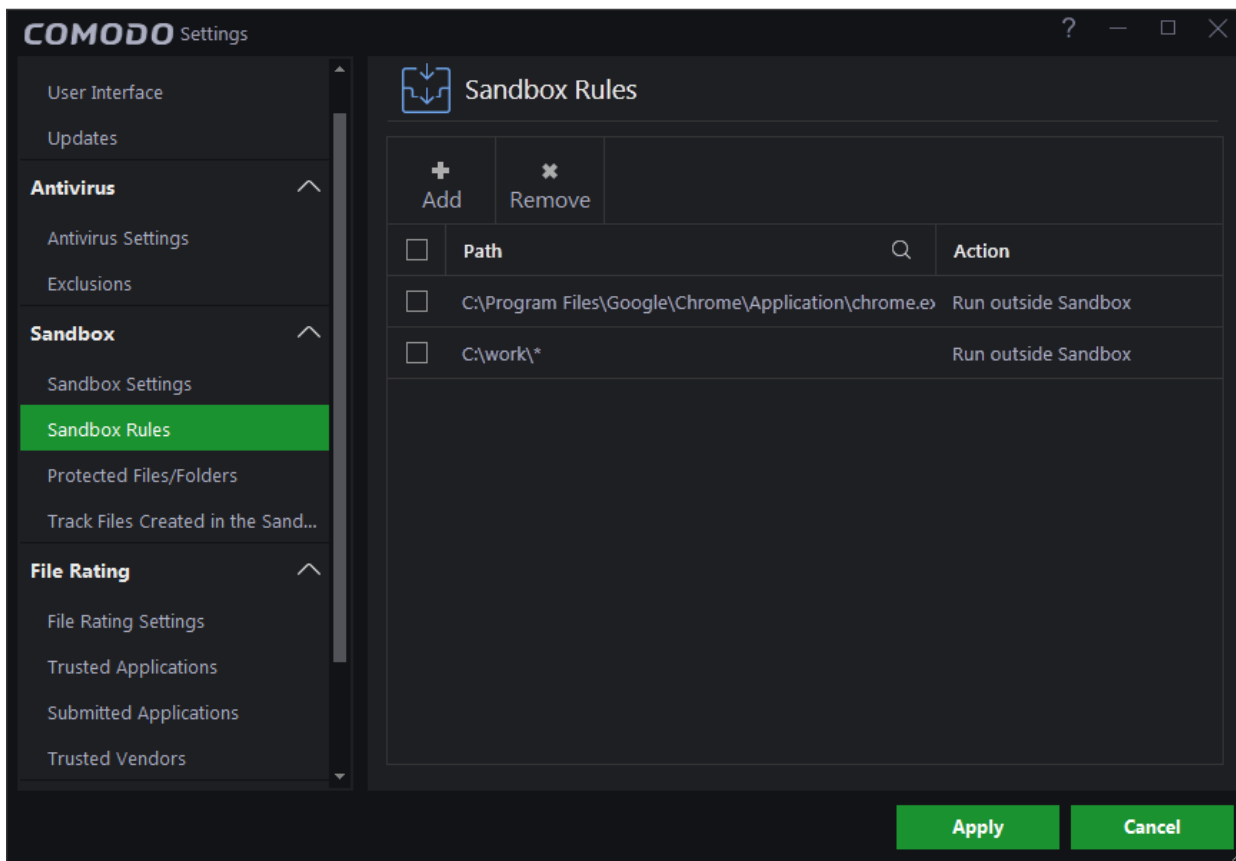 COMODO Settings
?
User Interface
Updates
Antivirus
Antivirus Settings
Exclusions
Sandbox
Sandbox Settings
Sandbox Rules
Protected Files/Folders
Track Files Created in the Sand...
File Rating
File Rating Settings
Trusted Applications
Submitted Applications
Trusted Vendors
Sandbox Rules
Add Remove
Path Action
C:\Program Files\Google\Chrome\Application\chrome.ex Run outside Sandbox
C:\work\* Run outside Sandbox
Apply Cancel